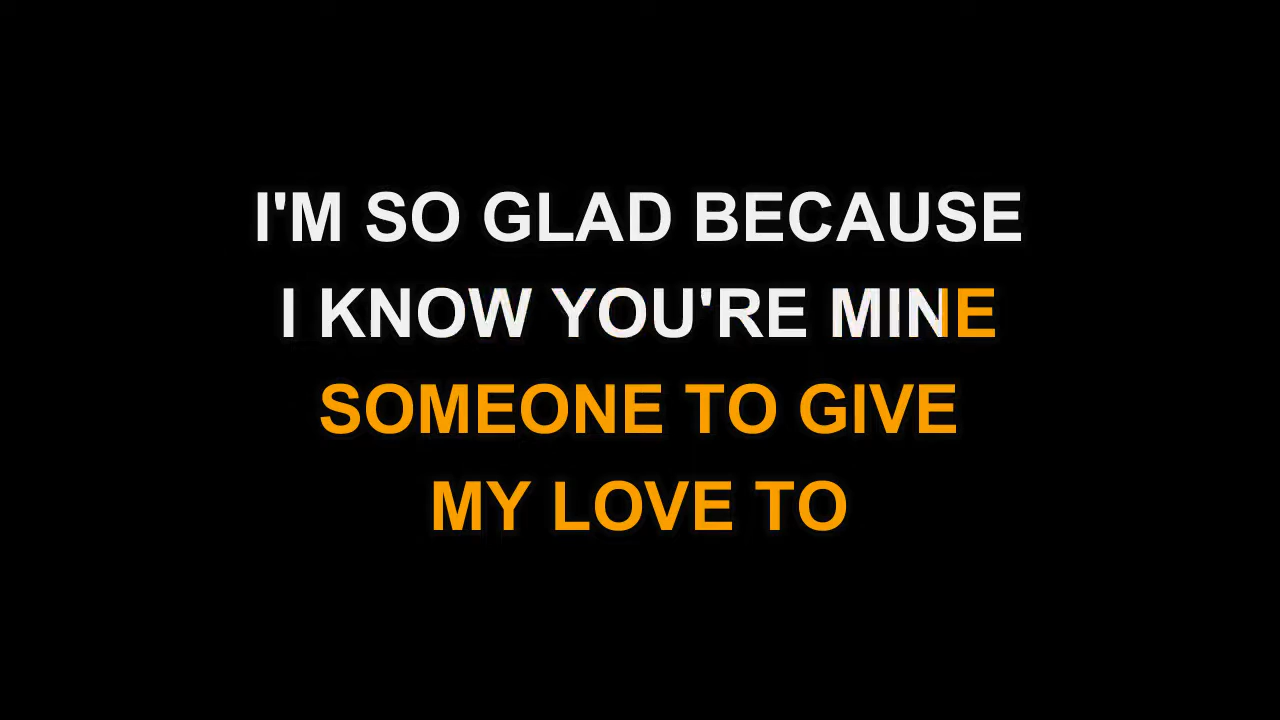 I'M SO GLAD BECAUSE
I KNOW YOU'RE MINE
SOMEONE TO GIVE
MY LOVE TO